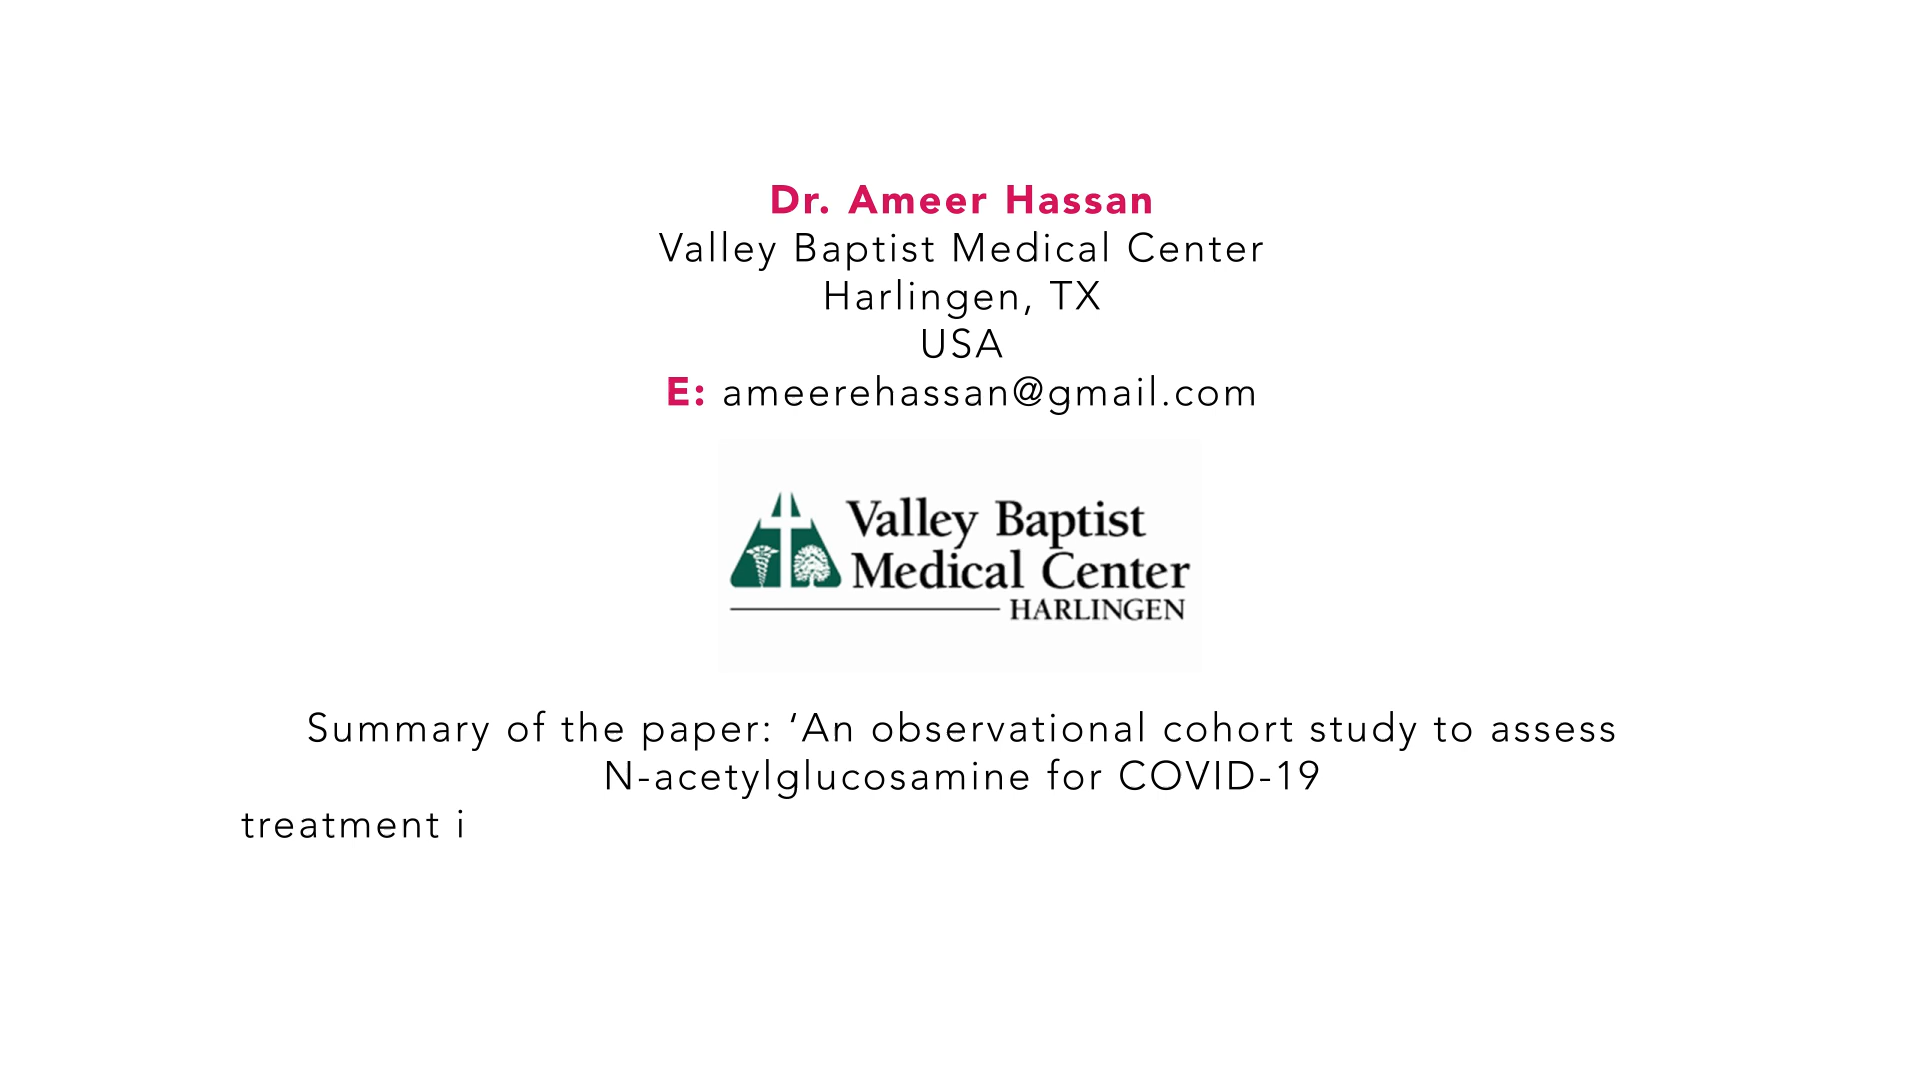 Dr. Ameer Hassan
Valley Baptist Medical Center
Harlingen, TX
USA
E: ameerehassan@gmail.com
Valley Baptist
Medical Center
HARLINGEN
Summary of the paper: ‘An observational cohort study to assess
N-acetylglucosamine for COVID-19
treatment i